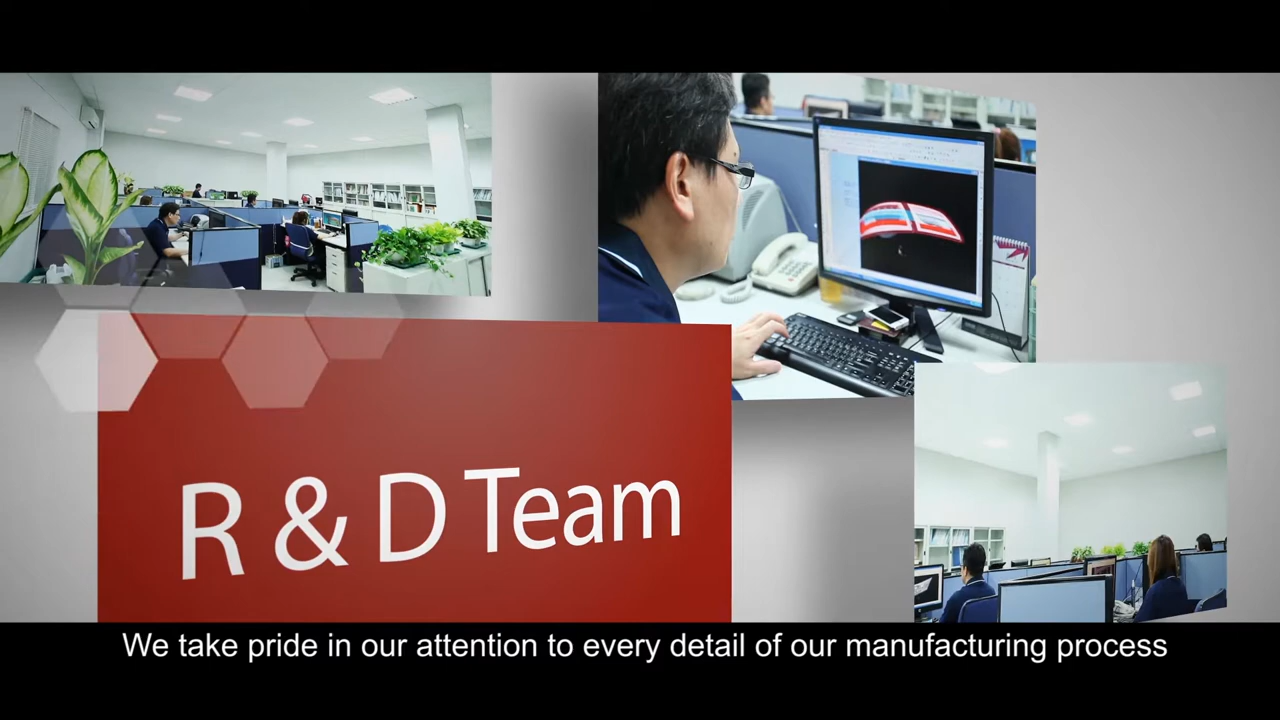 R & D Team
We take pride in our attention to every detail of our manufacturing process